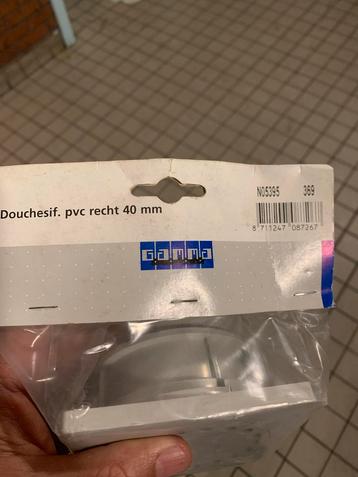 N05395 369
Douchesif. pvc recht 40 mm
8 711247 087267
GAMMA